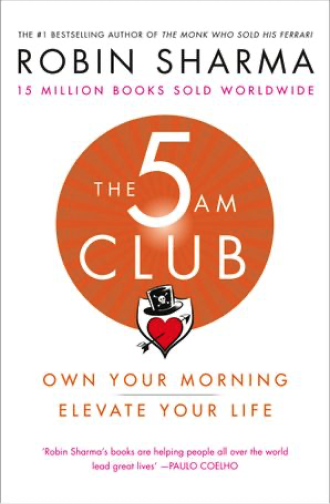 THE #1 BESTSELLING AUTHOR OF THE MONK WHO SOLD HIS FERRARI
ROBIN SHARMA
15 MILLION BOOKS SOLD WORLDWIDE
THE 5 AM
CLUB
OWN YOUR MORNING
ELEVATE YOUR LIFE
'Robin Sharma's books are helping people all over the world
lead great lives' —PAULO COELHO